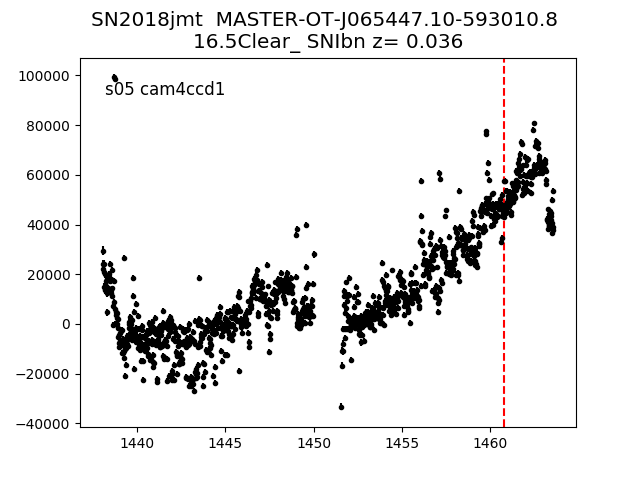 SN2018jmt  MASTER-OT-J065447.10-593010.8
16.5Clear_ SNIbn z= 0.036
100000
s05 cam4ccd1
80000
60000
40000
20000
0
−20000
−40000
1440 1445 1450 1455 1460